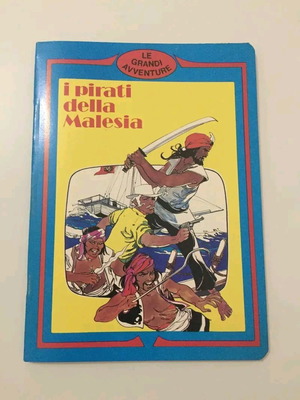 LE
GRANDI
AVVENTURE
i pirati
della
Malesia